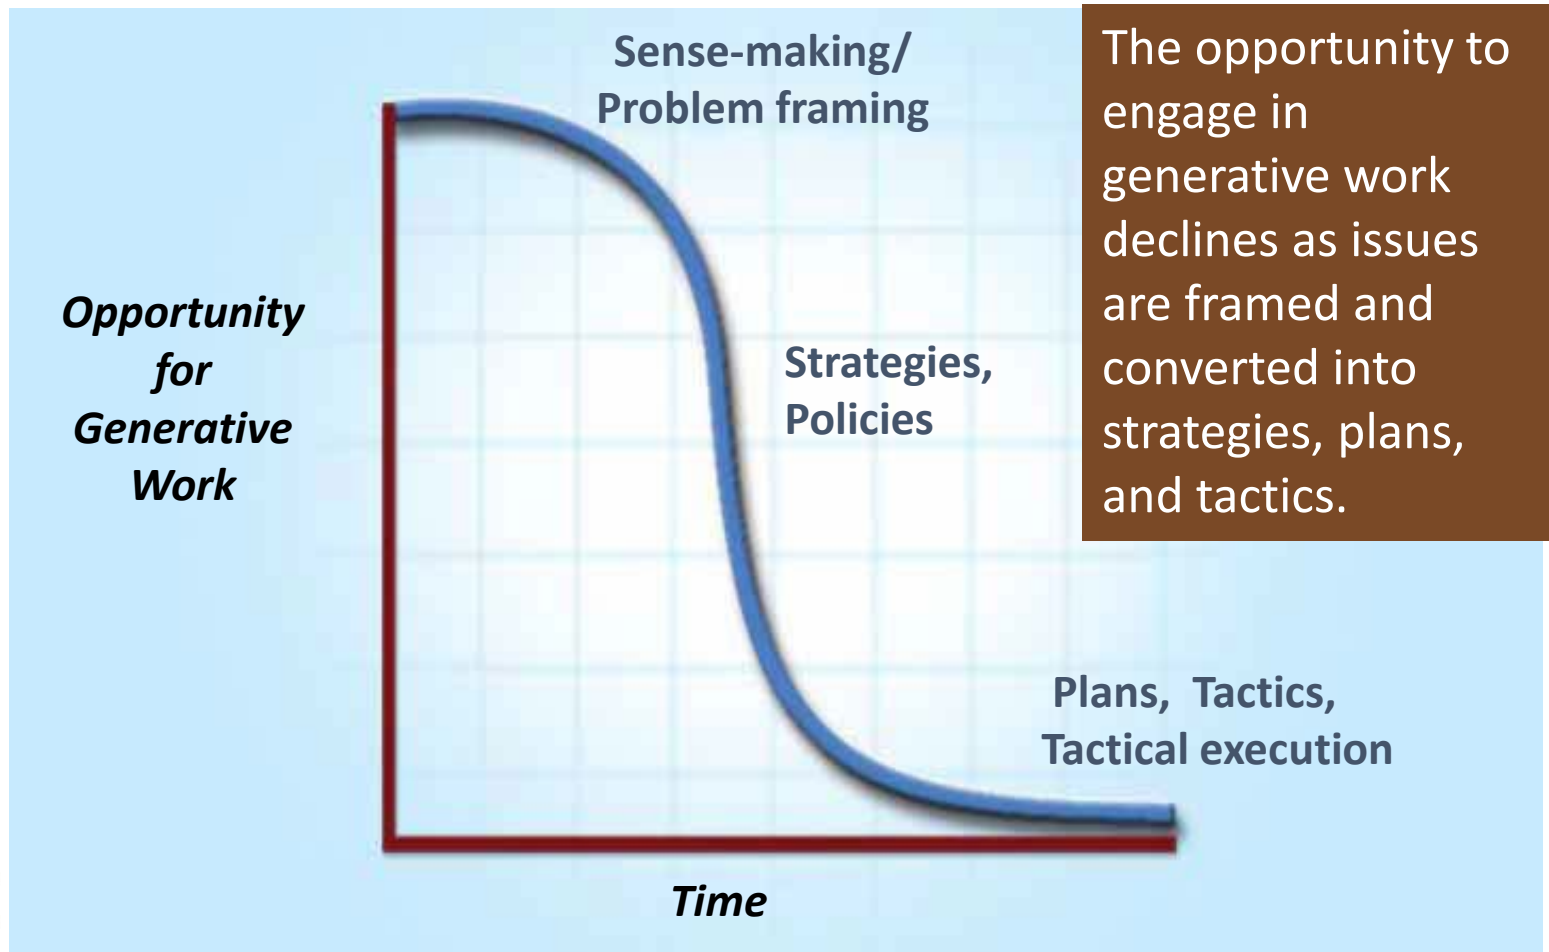 Sense-making/
Problem framing
The opportunity to
engage in
generative work
declines as issues
are framed and
converted into
strategies, plans,
and tactics.
Opportunity
for
Generative
Work
Strategies,
Policies
Plans, Tactics,
Tactical execution
Time